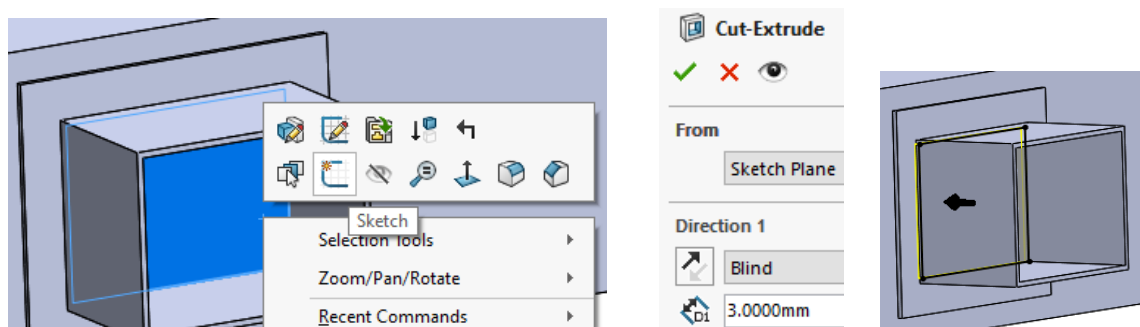 Sketch
Selection Tools
Zoom/Pan/Rotate
Recent Commands
Cut-Extrude
From
Sketch Plane
Direction 1
Blind
D1
3.0000mm